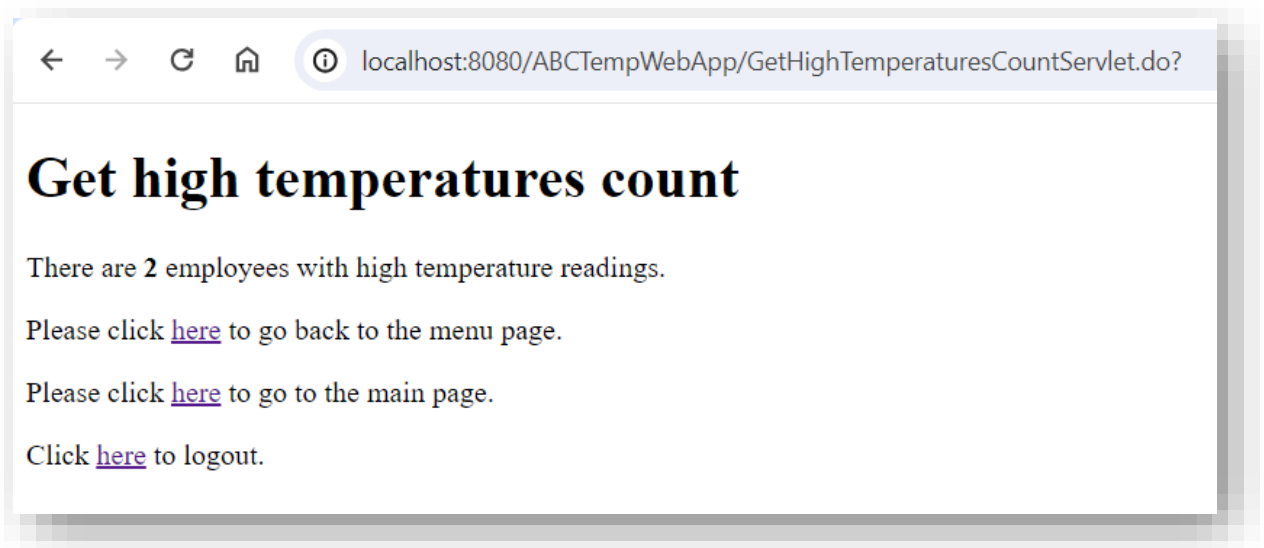 localhost:8080/ABCTempWebApp/GetHighTemperaturesCountServlet.do?
Get high temperatures count
There are 2 employees with high temperature readings.
Please click here to go back to the menu page.
Please click here to go to the main page.
Click here to logout.